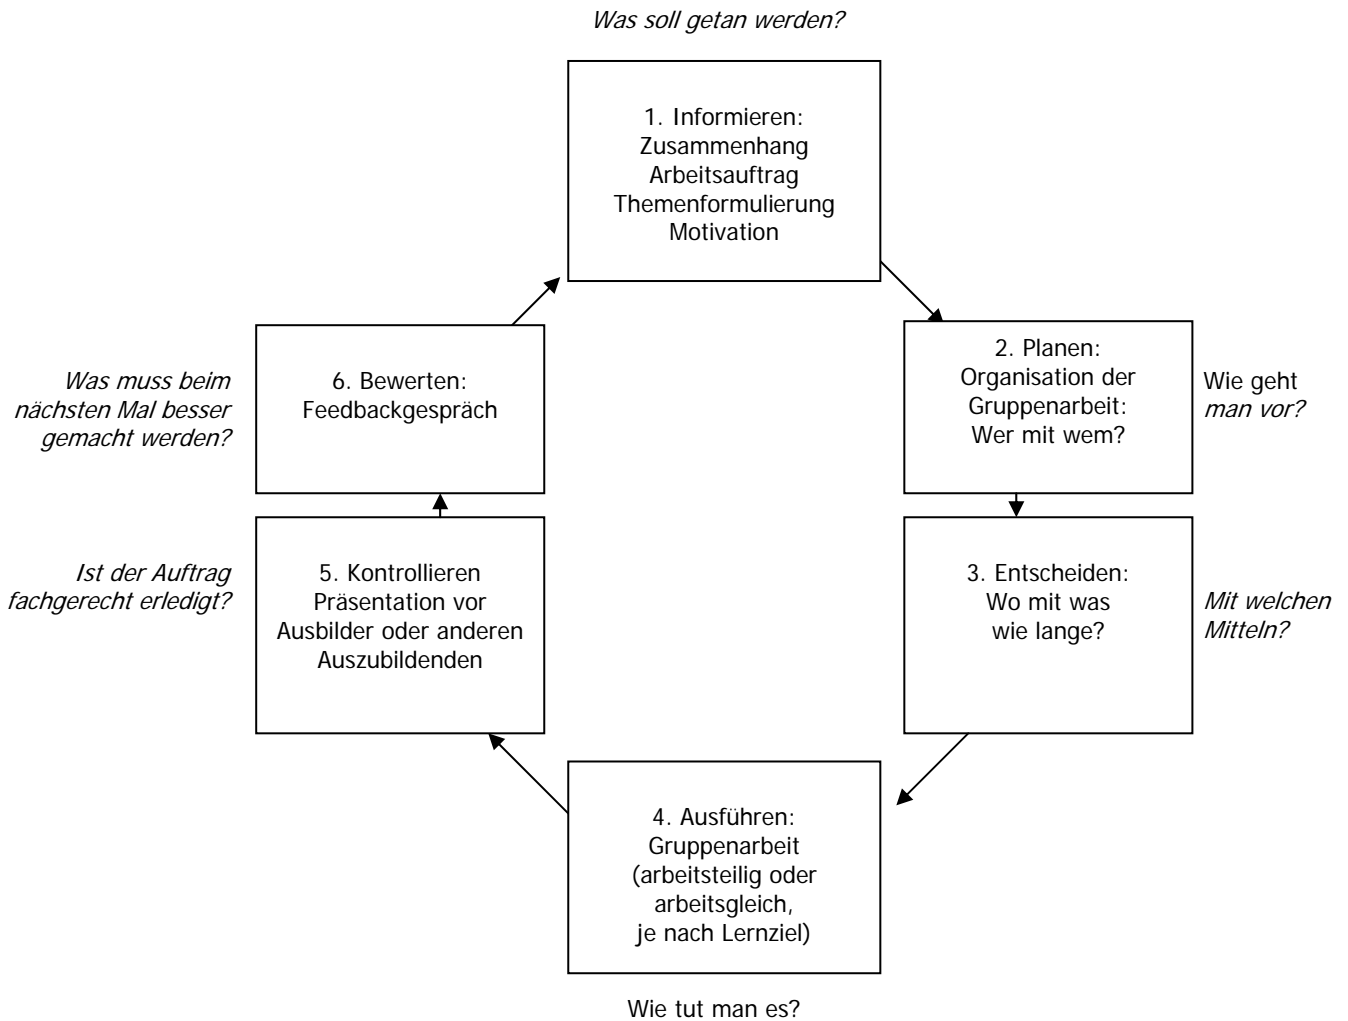 Was soll getan werden?
1. Informieren:
Zusammenhang
Arbeitsauftrag
Themenformulierung
Motivation
2. Planen:
Organisation der
Gruppenarbeit:
Wer mit wem?
Wie geht
man vor?
3. Entscheiden:
Wo mit was
wie lange?
Mit welchen
Mitteln?
4. Ausführen:
Gruppenarbeit
(arbeitsteilig oder
arbeitsgleich,
je nach Lernziel)
Wie tut man es?
5. Kontrollieren
Präsentation vor
Ausbilder oder anderen
Auszubildenden
Ist der Auftrag
fachgerecht erledigt?
6. Bewerten:
Feedbackgespräch
Was muss beim
nächsten Mal besser
gemacht werden?